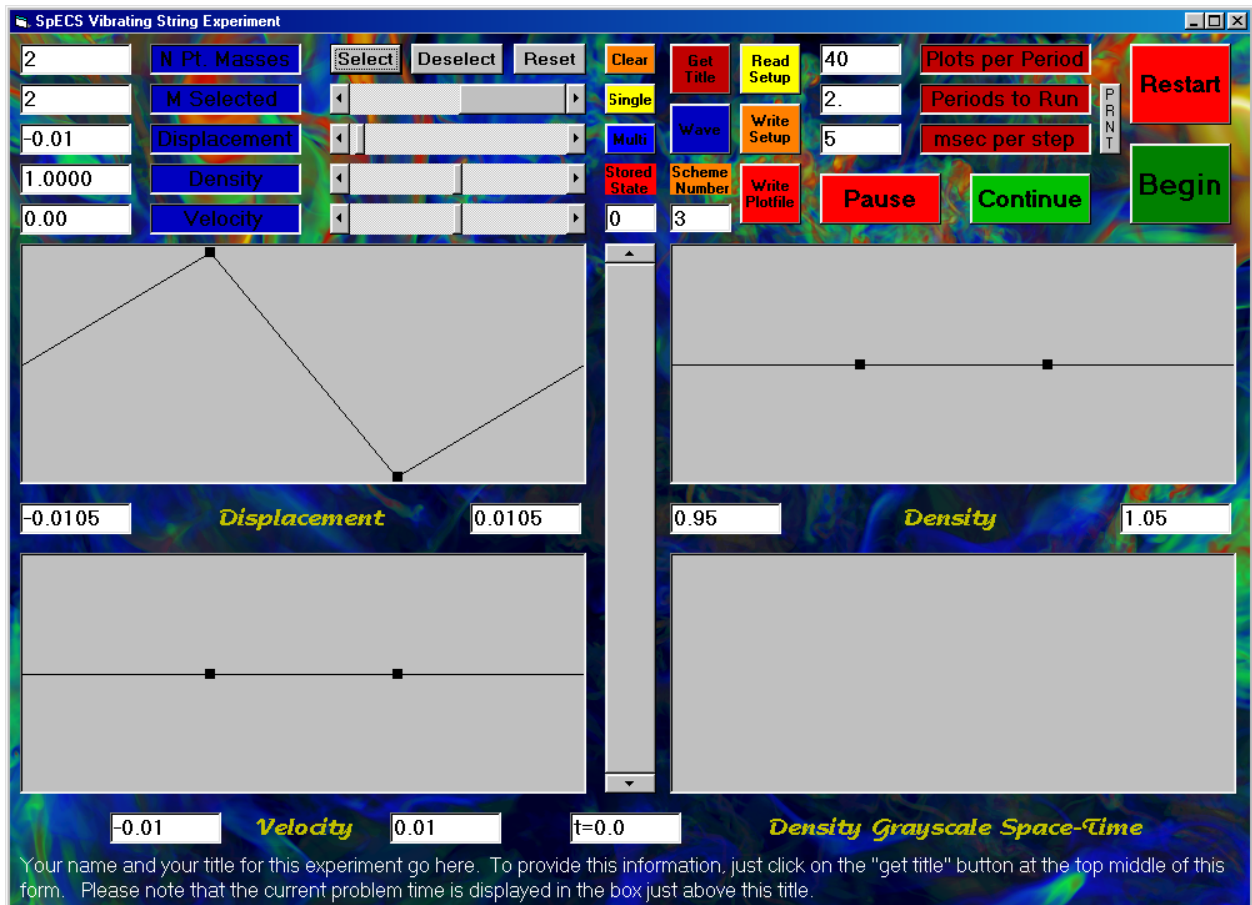 SpECS Vibrating String Experiment
2 N Pt. Masses Select Deselect Reset Clear Get Title Read Setup 40 Plots per Period Restart
2 M Selected Single Wave Write Setup 2. Periods to Run PRNT
-0.01 Displacement Multi 5 msec per step
1.0000 Density Stored State Scheme Number Write Plotfile Pause Continue Begin
0.00 Velocity 0 3
-0.0105 Displacement 0.0105 0.95 Density 1.05
-0.01 Velocity 0.01 t=0.0 Density Grayscale Space-Time
Your name and your title for this experiment go here. To provide this information, just click on the "get title" button at the top middle of this
form. Please note that the current problem time is displayed in the box just above this title.